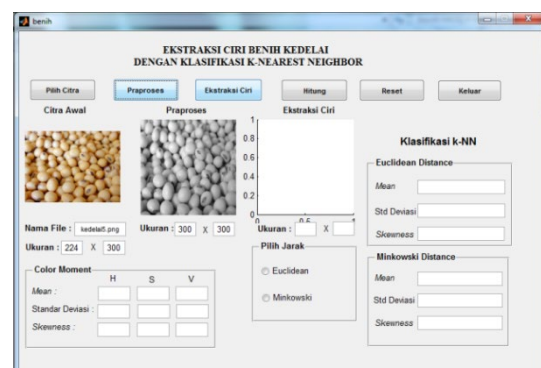 benih
EKSTRAKSI CIRI BENIH KEDELAI
DENGAN KLASIFIKASI K-NEAREST NEIGHBOR
Pilih Citra Praproses Ekstraksi Ciri Hitung Reset Keluar
Citra Awal Praproses Ekstraksi Ciri
1
0.8
0.6
0.4
0.2
0
0 0.5 1
Nama File : kedelai5.png
Ukuran : 224 X 300
Ukuran : 300 X 300
Ukuran : X
Color Moment
H S V
Mean :
Standar Deviasi :
Skewness :
Pilih Jarak
Euclidean
Minkowski
Klasifikasi k-NN
Euclidean Distance
Mean
Std Deviasi
Skewness
Minkowski Distance
Mean
Std Deviasi
Skewness